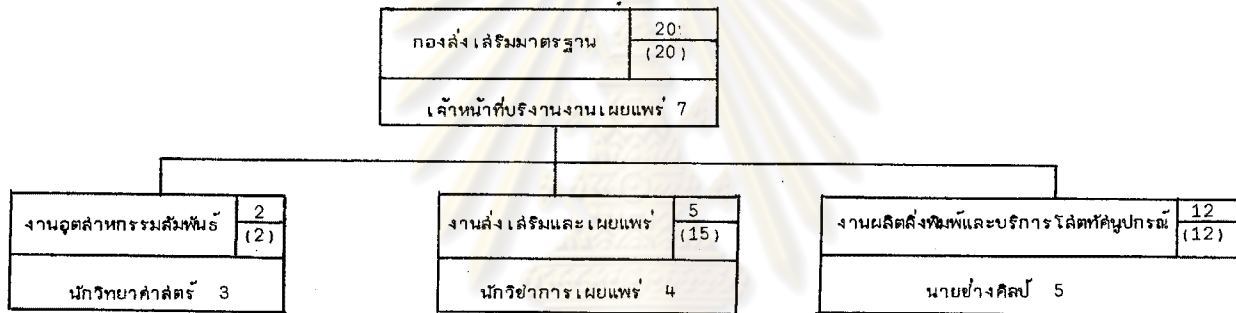 กองส่งเสริมมาตรฐาน 20
(20)
เจ้าหน้าที่บริงานงานเผยแพร่ 7
งานอุตสาหกรรมสัมพันธ์ 2
(2)
นักวิทยาศาสตร์ 3
งานส่งเสริมและเผยแพร่ 5
(15)
นักวิชาการเผยแพร่ 4
งานผลิตสิ่งพิมพ์และบริการโสตทัศนูปกรณ์ 12
(12)
นายช่างศิลป์ 5